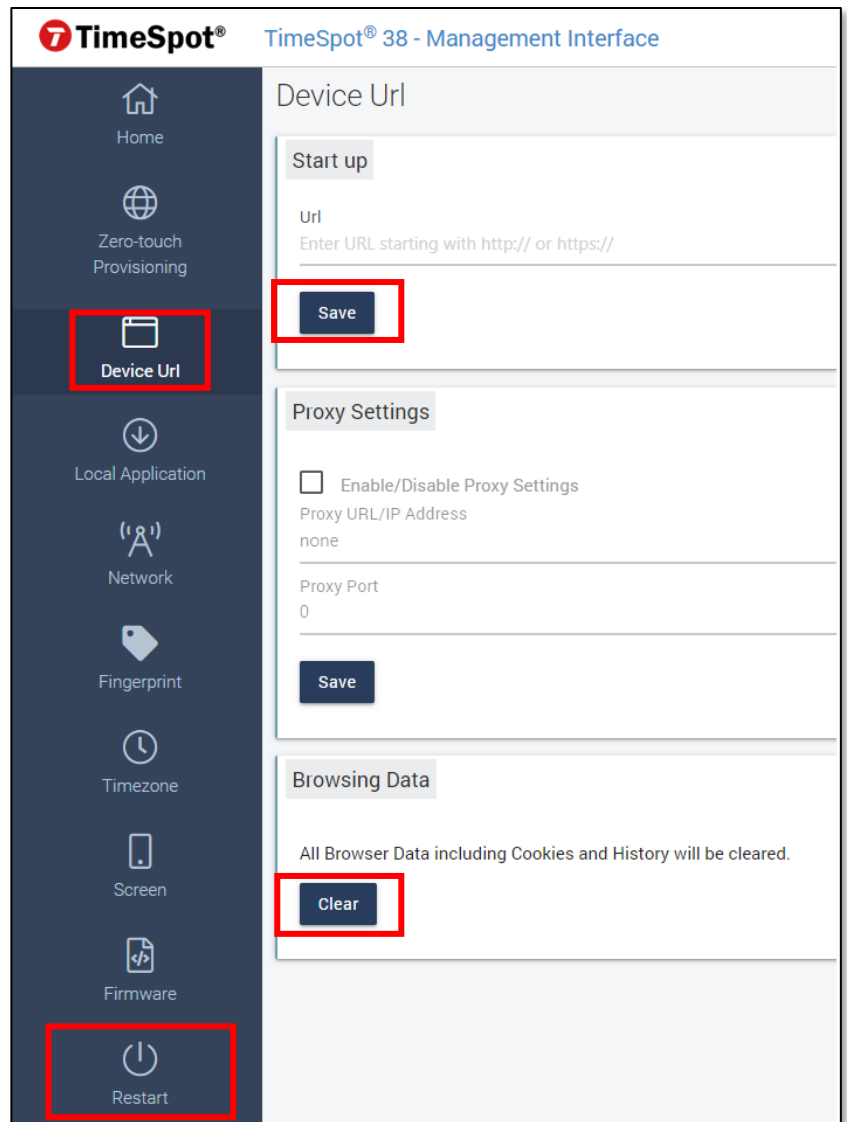 TimeSpot®
TimeSpot® 38 - Management Interface
Home
Zero-touch
Provisioning
Device Url
Local Application
Network
Fingerprint
Timezone
Screen
Firmware
Restart
Device Url
Start up
Url
Enter URL starting with http:// or https://
Save
Proxy Settings
Enable/Disable Proxy Settings
Proxy URL/IP Address
none
Proxy Port
0
Save
Browsing Data
All Browser Data including Cookies and History will be cleared.
Clear